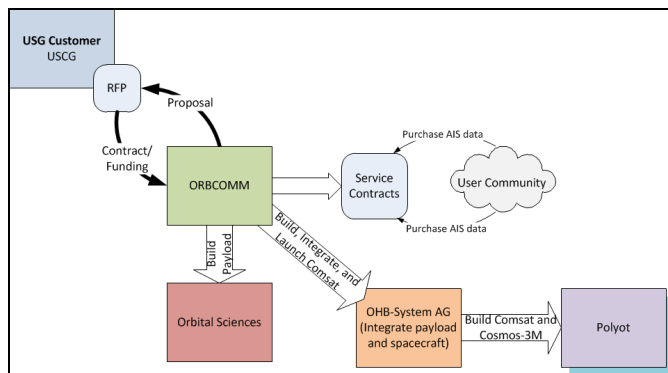 USG Customer
USCG
RFP
Proposal
Contract/
Funding
ORBCOMM
Purchase AIS data
Service
Contracts
User Community
Purchase AIS data
Build
Payload
Build, Integrate, and
Launch Comsat
Orbital Sciences
OHB-System AG
(Integrate payload
and spacecraft)
Build Comsat and
Cosmos-3M
Polyot